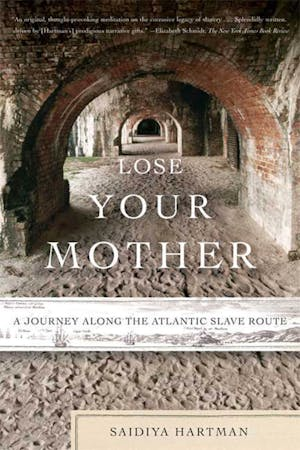 "An original, thought-provoking meditation on the corrosive legacy of slavery . . . Splendidly written,
driven by [Hartman's] prodigious narrative gifts." —Elizabeth Schmidt, The New York Times Book Review
LOSE
YOUR
MOTHER
A JOURNEY ALONG THE ATLANTIC SLAVE ROUTE
SAIDIYA HARTMAN